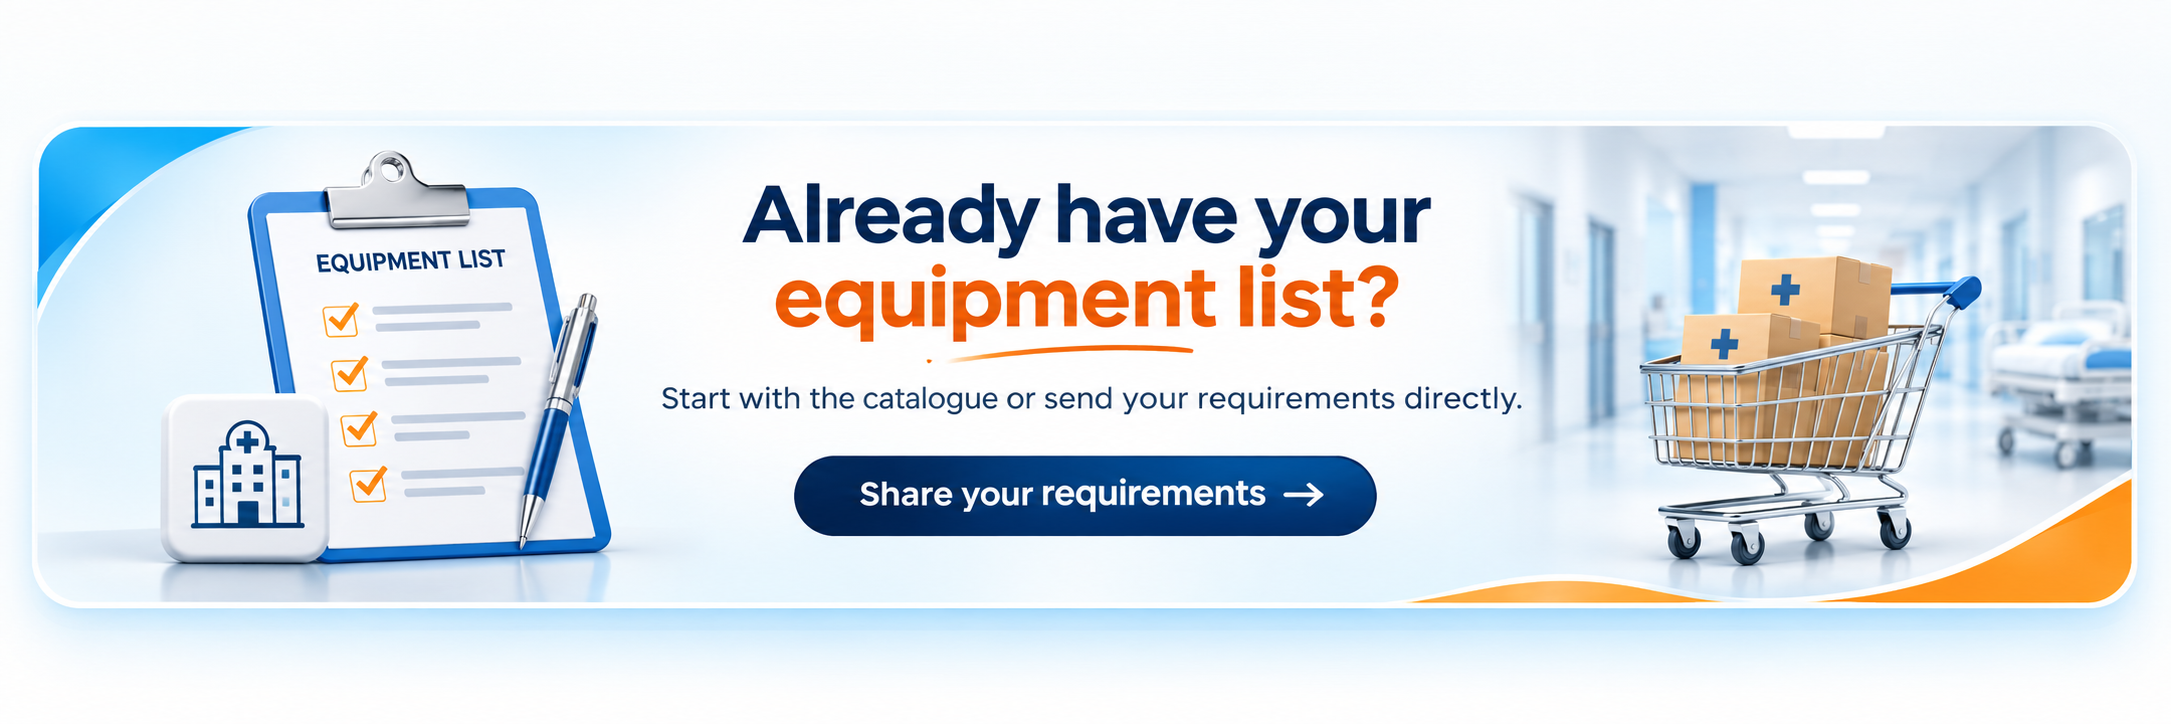 EQUIPMENT LIST
Already have your
equipment list?
Start with the catalogue or send your requirements directly.
Share your requirements →